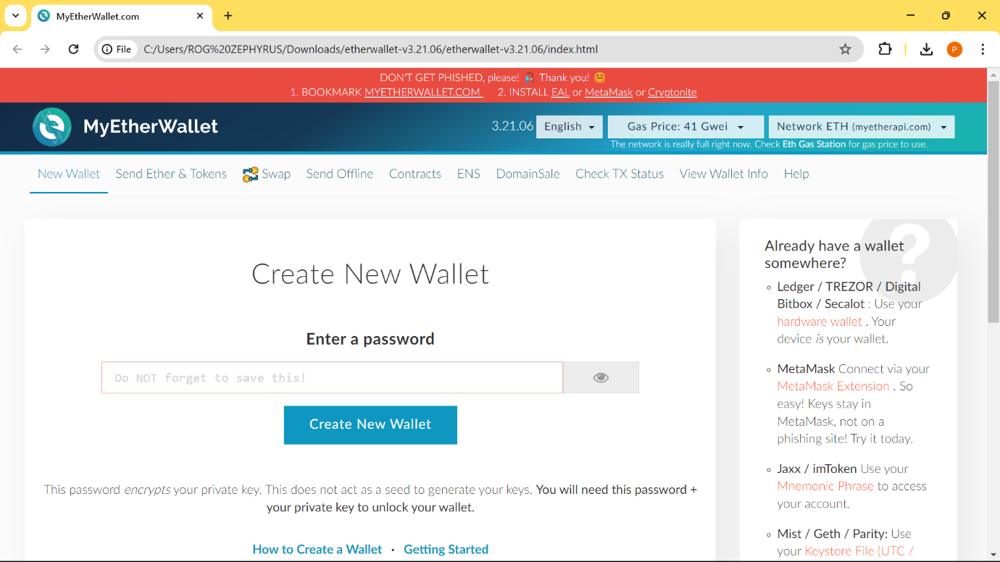 MyEtherWallet.com
File C:/Users/ROG%20ZEPHYRUS/Downloads/etherwallet-v3.21.06/etherwallet-v3.21.06/index.html P
DON'T GET PHISHED, please! 🎣 Thank you! 🤗
1. BOOKMARK MYETHERWALLET.COM 2. INSTALL EAL or MetaMask or Cryptonite
MyEtherWallet 3.21.06 English Gas Price: 41 Gwei Network ETH (myetherapi.com)
The network is really full right now. Check Eth Gas Station for gas price to use.
New Wallet Send Ether & Tokens Swap Send Offline Contracts ENS DomainSale Check TX Status View Wallet Info Help
Create New Wallet
Enter a password
Do NOT forget to save this!
Create New Wallet
This password encrypts your private key. This does not act as a seed to generate your keys. You will need this password +
your private key to unlock your wallet.
How to Create a Wallet · Getting Started
?
Already have a wallet
somewhere?
Ledger / TREZOR / Digital
Bitbox / Secalot : Use your
hardware wallet . Your
device is your wallet.
MetaMask Connect via your
MetaMask Extension . So
easy! Keys stay in
MetaMask, not on a
phishing site! Try it today.
Jaxx / imToken Use your
Mnemonic Phrase to access
your account.
Mist / Geth / Parity: Use
your Keystore File (UTC /